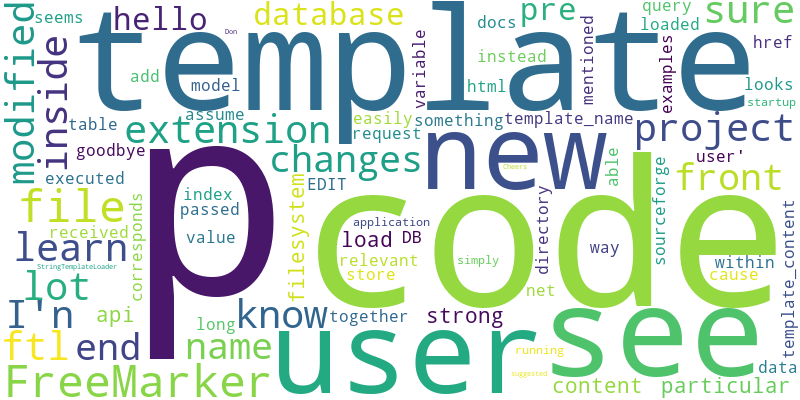 seems
hello
database
pre
query
sure
docs
loaded
Don
modified
inside
template
add
model
variable
instead
mentioned
examples
href
html
looks
startup
assume
easily
something
template_name
table
extension
request
new
project
goodbye
changes
user'
executed
p
code
able
front
file
index
passed
EDIT
Cheers
filesystem
directory
sourceforge
received
corresponds
value
application
load
DB
way
learn
relevant
simply
within
template_content
StringTemplateLoader
lot
store
cause
net
data
I'n
api
know
together
strong
see
long
user
ftl
end
name
running
FreeMarker
suggested
content
particular